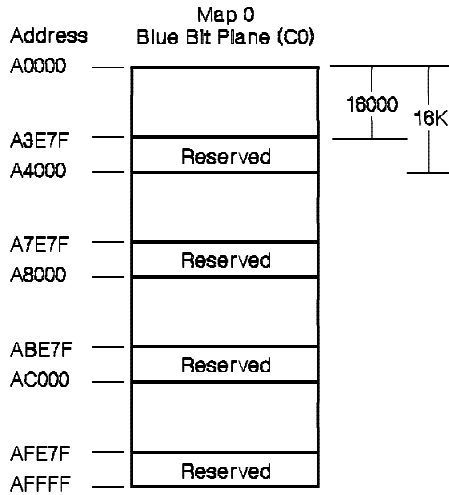 Map 0
Address Blue Bit Plane (C0)
A0000
16000
16K
A3E7F
Reserved
A4000
A7E7F
Reserved
A8000
ABE7F
Reserved
AC000
AFE7F
Reserved
AFFFF